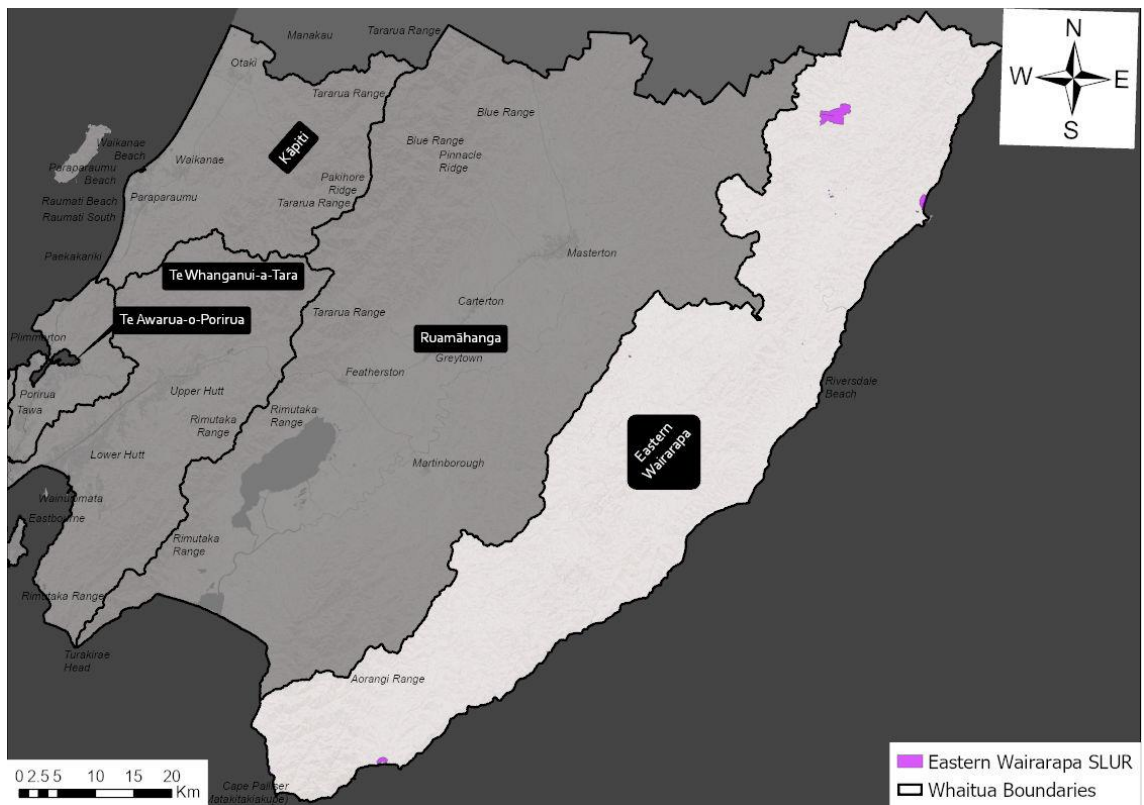 Manakau
Tararua Range
Otaki
N
W
E
S
Tararua Range
Blue Range
Kāpiti
Waikanae
Beach
Waikanae
Blue Range
Pinnacle
Ridge
Paraparaumu
Beach
Pakihore
Ridge
Raumati Beach
Paraparaumu
Tararua Range
Raumati South
Paekakariki
Masterton
Te Whanganui-a-Tara
Carterton
Te Awarua-o-Porirua
Tararua Range
Plimmerton
Ruamāhanga
Greytown
Featherston
Riversdale
Beach
Upper Hutt
Porirua
Tawa
Rimutaka
Range
Rimutaka
Range
Eastern
Wairarapa
Lower Hutt
Martinborough
Wainuiomata
Eastbourne
Rimutaka
Range
Rimutaka Range
Turakirae
Head
Aorangi Range
0 2.5 5 10 15 20
Km
Cape Palliser
Matakitakiakupe)
Eastern Wairarapa SLUR
Whaitua Boundaries